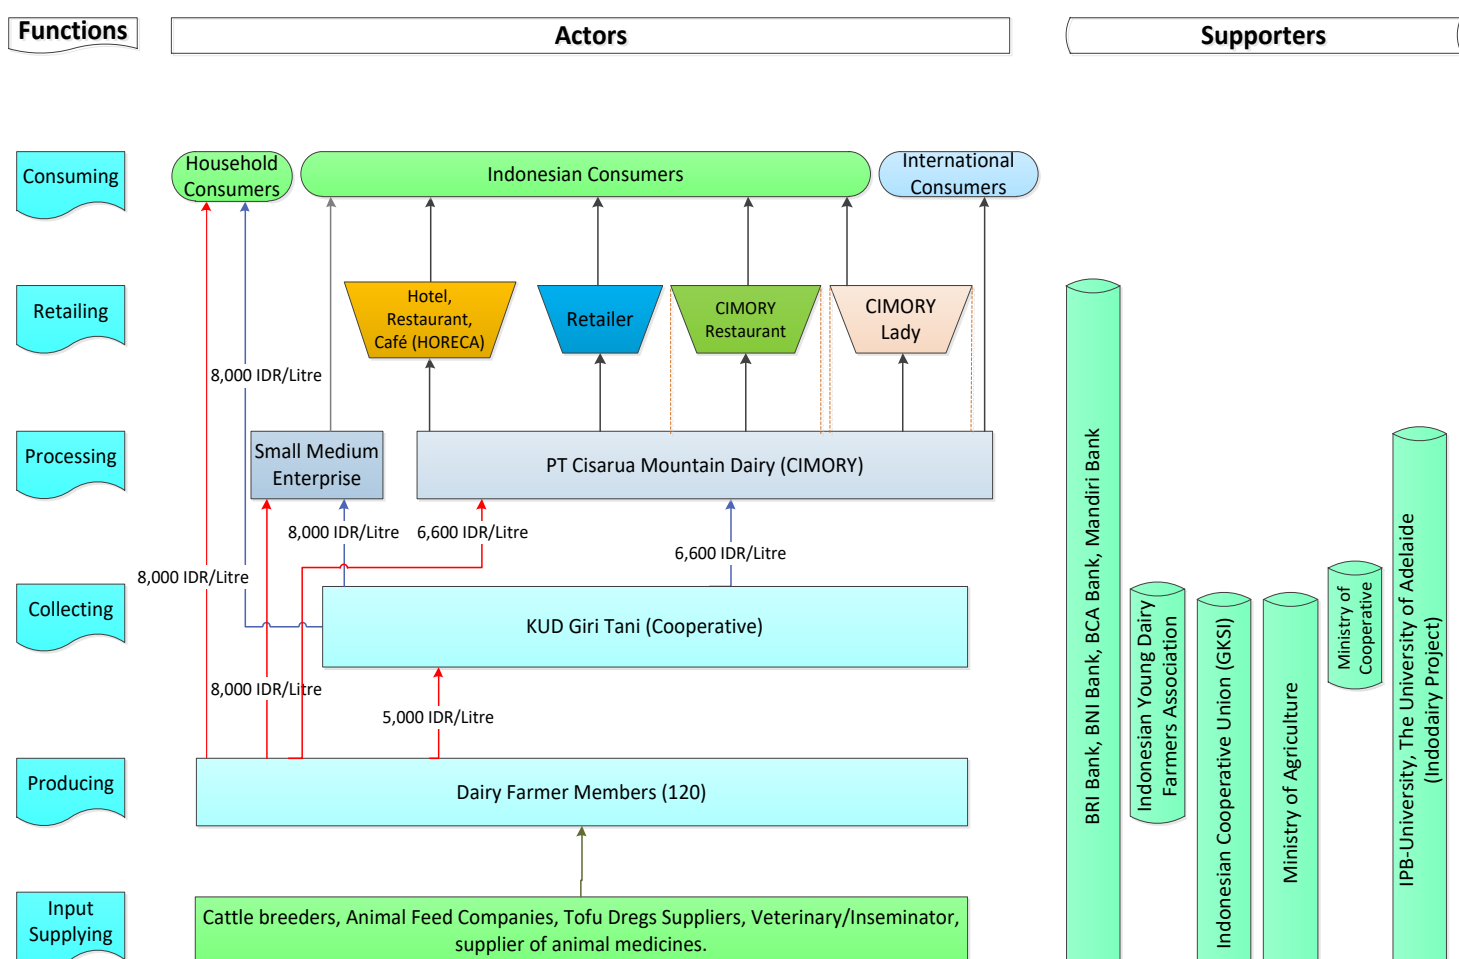 Functions
Actors
Supporters
Consuming
Household
Consumers
Indonesian Consumers
International
Consumers
Retailing
Hotel,
Restaurant,
Café (HORECA)
Retailer
CIMORY
Restaurant
CIMORY
Lady
8,000 IDR/Litre
Processing
Small Medium
Enterprise
PT Cisarua Mountain Dairy (CIMORY)
8,000 IDR/Litre
6,600 IDR/Litre
6,600 IDR/Litre
8,000 IDR/Litre
Collecting
KUD Giri Tani (Cooperative)
8,000 IDR/Litre
5,000 IDR/Litre
Producing
Dairy Farmer Members (120)
Input
Supplying
Cattle breeders, Animal Feed Companies, Tofu Dregs Suppliers, Veterinary/Inseminator,
supplier of animal medicines.
BRI Bank, BNI Bank, BCA Bank, Mandiri Bank
Indonesian Young Dairy
Farmers Association
Indonesian Cooperative Union (GKSI)
Ministry of Agriculture
Ministry of
Cooperative
IPB-University, The University of Adelaide
(Indodairy Project)